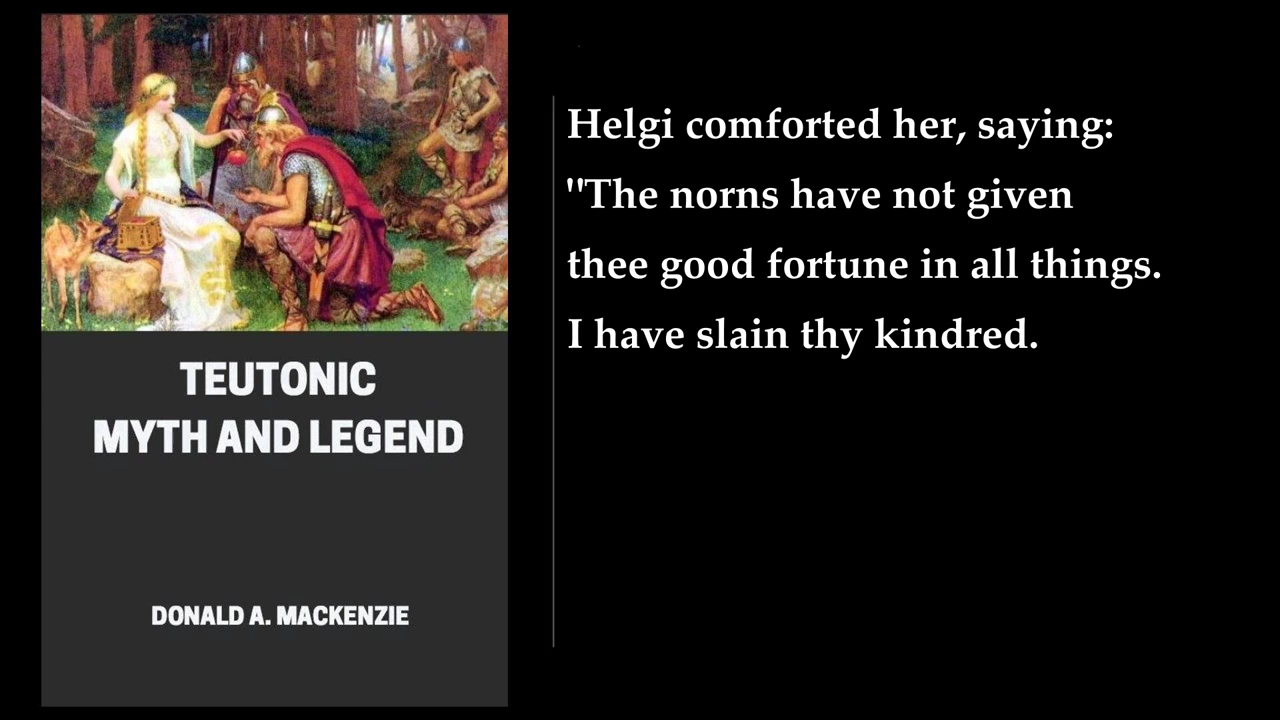 TEUTONIC
MYTH AND LEGEND
DONALD A. MACKENZIE
Helgi comforted her, saying:
"The norns have not given
thee good fortune in all things.
I have slain thy kindred.